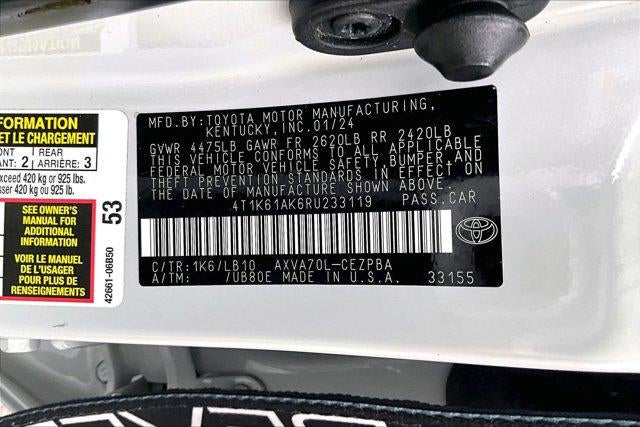 FORMATION
ET LE CHARGEMENT
NT 2 REAR ARRIÈRE: 3
exceed 420 kg or 925 lbs.
sser 420 kg ou 925 lb.
SEE OWNER'S
MANUAL FOR
ADDITIONAL
INFORMATION
VOIR LE MANUEL
DE L'USAGER
POUR PLUS DE
RENSEIGNEMENTS
53
42661-06B50
MFD.BY:TOYOTA MOTOR MANUFACTURING,
KENTUCKY, INC. 01/24
GVWR 4475LB GAWR FR 2620LB RR 2420LB
THIS VEHICLE CONFORMS TO ALL APPLICABLE
FEDERAL MOTOR VEHICLE SAFETY, BUMPER, AND
THEFT PREVENTION STANDARDS IN EFFECT ON
THE DATE OF MANUFACTURE SHOWN ABOVE.
4T1K61AK6RU233119 PASS.CAR
C/TR:1K6/LB10 AXVA70L-CEZPBA
A/TM: /UB80E MADE IN U.S.A. 33155